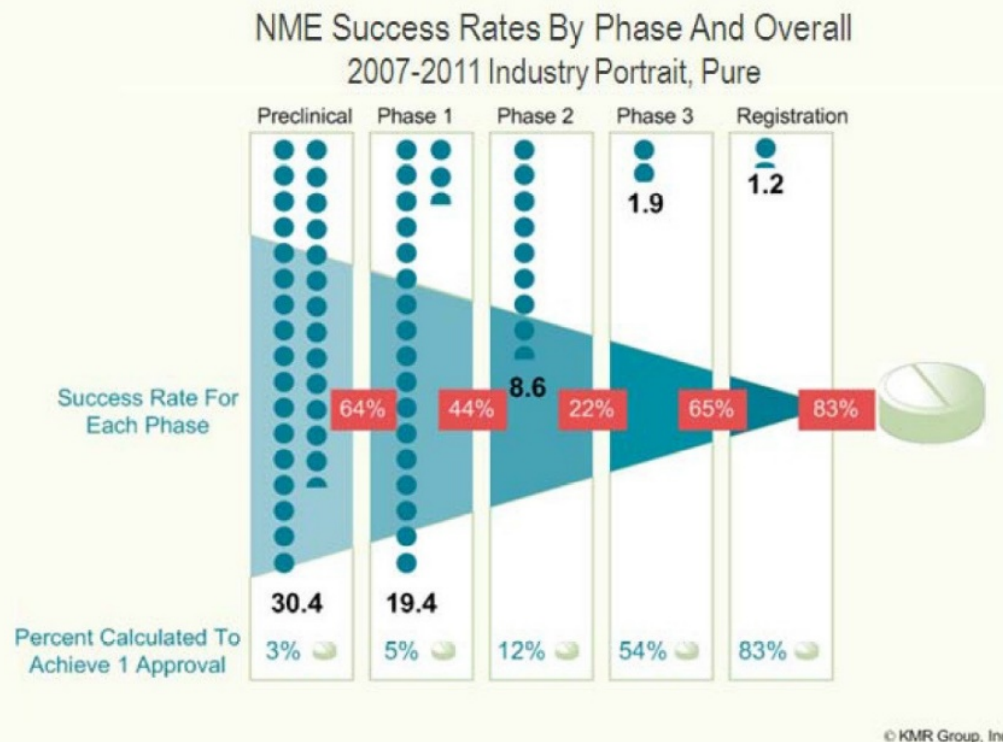 NME Success Rates By Phase And Overall
2007-2011 Industry Portrait, Pure
Preclinical Phase 1 Phase 2 Phase 3 Registration
1.9 1.2
8.6
Success Rate For
Each Phase
64% 44% 22% 65% 83%
30.4 19.4
Percent Calculated To
Achieve 1 Approval
3% 5% 12% 54% 83%
© KMR Group, Inc